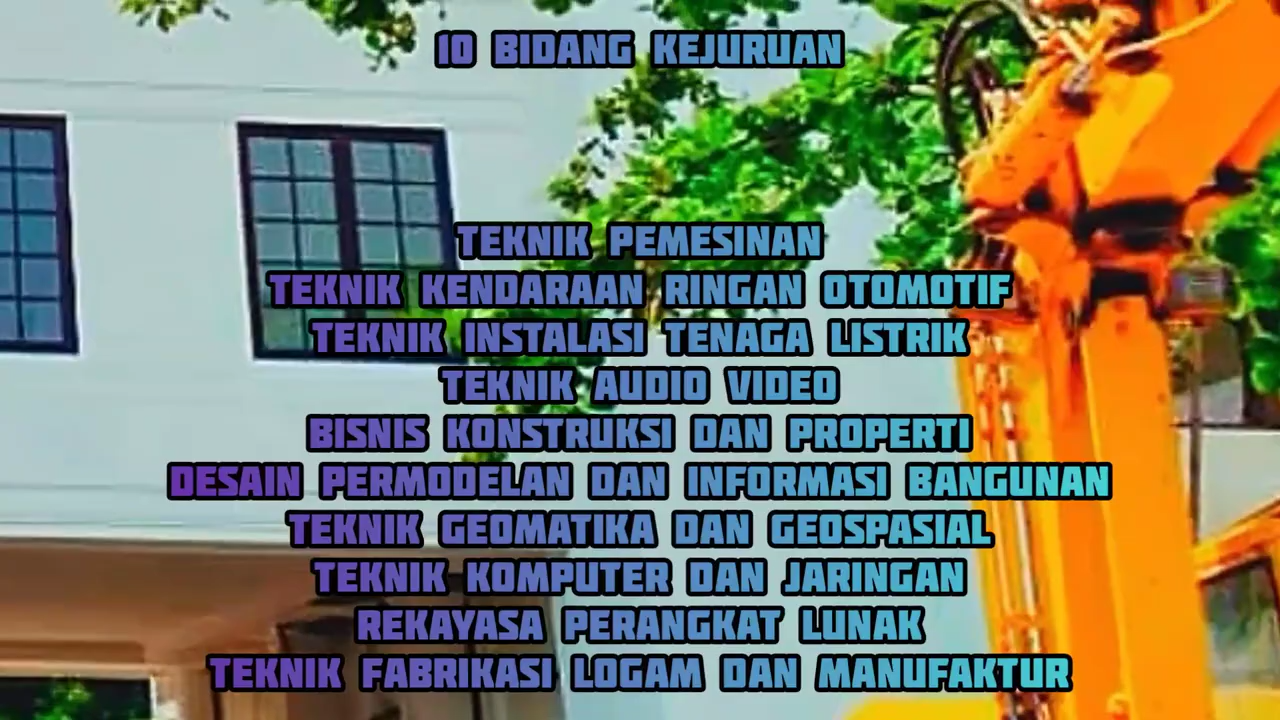 10 BIDANG KEJURUAN
TEKNIK PEMESINAN
TEKNIK KENDARAAN RINGAN OTOMOTIF
TEKNIK INSTALASI TENAGA LISTRIK
TEKNIK AUDIO VIDEO
BISNIS KONSTRUKSI DAN PROPERTI
DESAIN PERMODELAN DAN INFORMASI BANGUNAN
TEKNIK GEOMATIKA DAN GEOSPASIAL
TEKNIK KOMPUTER DAN JARINGAN
REKAYASA PERANGKAT LUNAK
TEKNIK FABRIKASI LOGAM DAN MANUFAKTUR